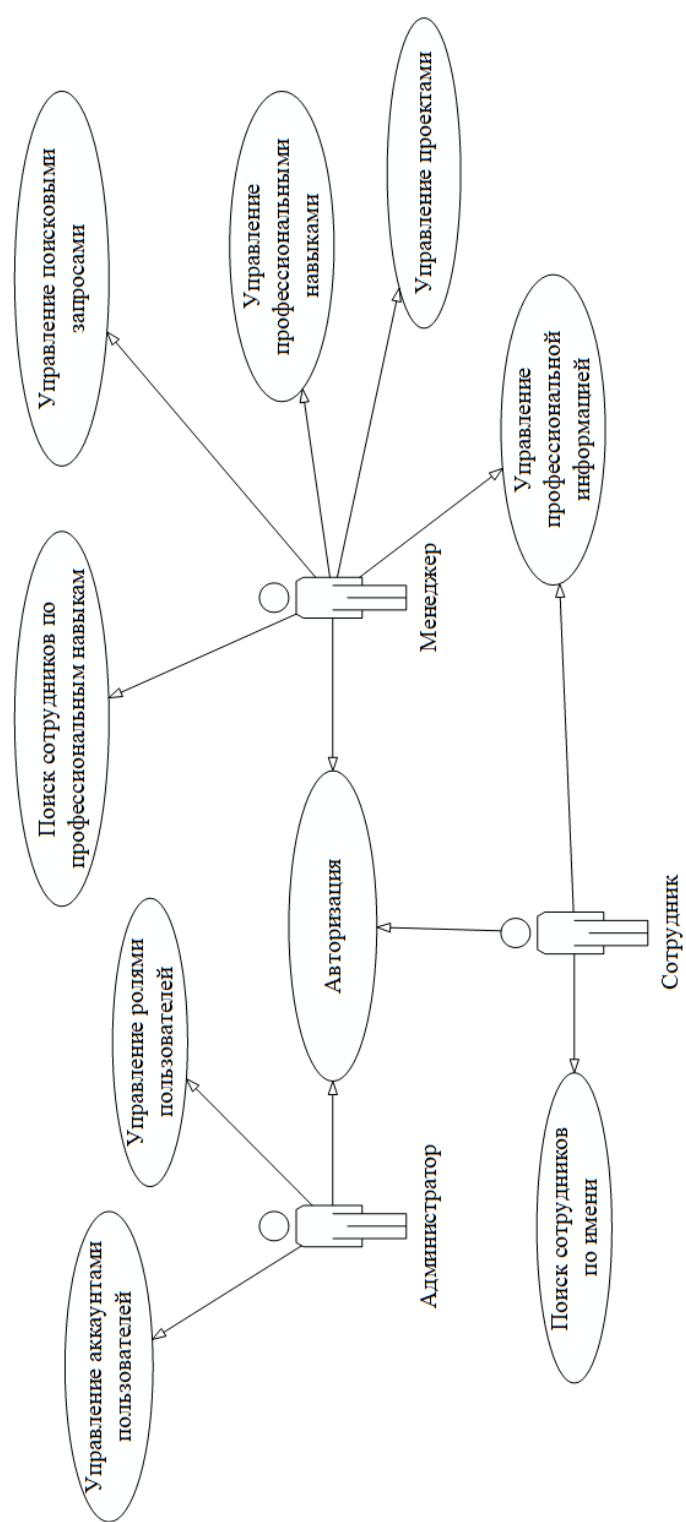 Управление аккаунтами
пользователей
Управление ролями
пользователей
Поиск сотрудников по
профессиональным навыкам
Управление поисковыми
запросами
Управление
профессиональными
навыками
Управление проектами
Администратор
Авторизация
Менеджер
Управление
профессиональной
информацией
Поиск сотрудников
по имени
Сотрудник